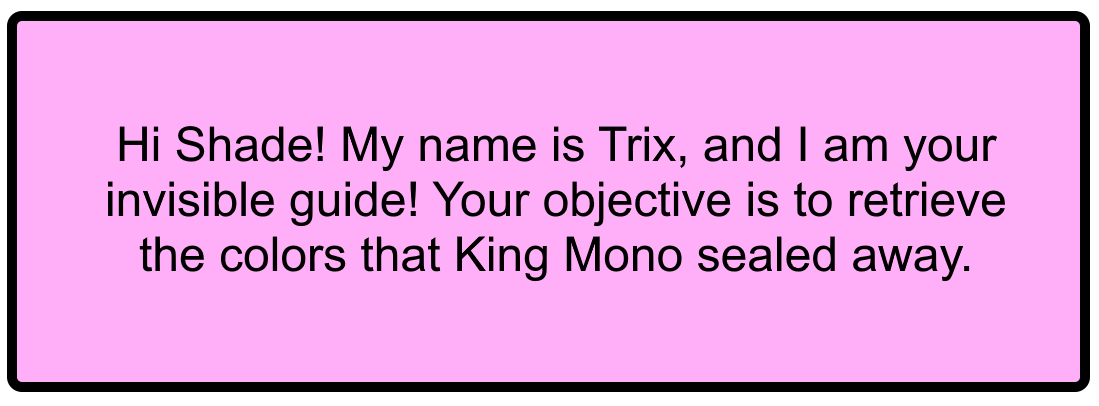 Hi Shade! My name is Trix, and I am your
invisible guide! Your objective is to retrieve
the colors that King Mono sealed away.